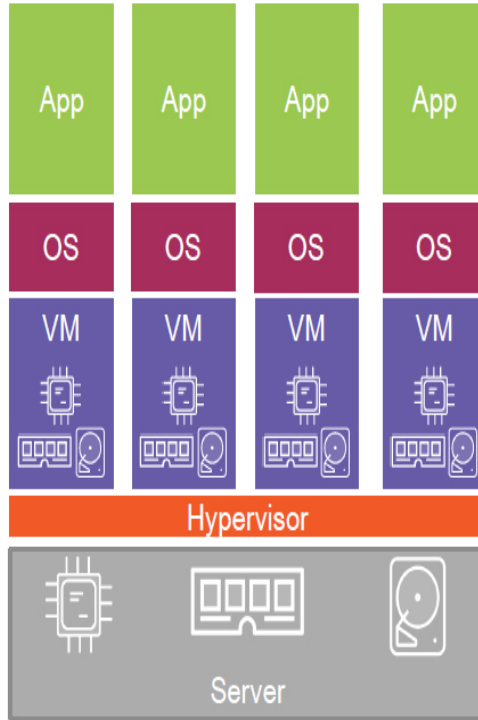 App App App App
OS OS OS OS
VM VM VM VM
Hypervisor
Server